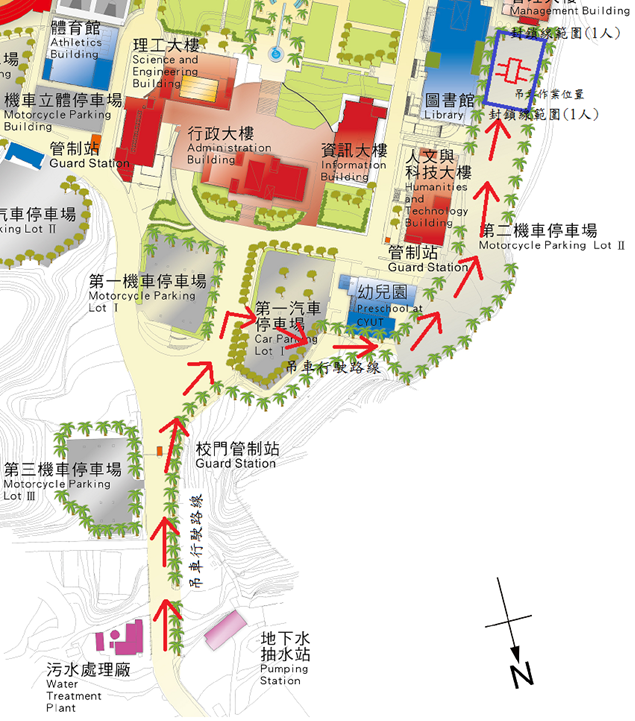 體育館
Athletics
Building
理工大樓
Science and
Engineering
Building
Management Building
封鎖線範圍(1人)
吊車作業位置
封鎖線範圍(1人)
圖書館
Library
機車立體停車場
Motorcycle Parking
Building
管制站
Guard Station
行政大樓
Administration
Building
資訊大樓
Information
Building
人文與
科技大樓
Humanities
and
Technology
Building
汽車停車場
king Lot Ⅱ
管制站
Guard Station
第二機車停車場
Motorcycle Parking Lot Ⅱ
第一機車停車場
Motorcycle Parking
Lot Ⅰ
第一汽車
停車場
Car Parking
Lot Ⅰ
幼兒園
Preschool at
CYUT
吊車行駛路線
校門管制站
Guard Station
第三機車停車場
Motorcycle Parking
Lot Ⅲ
吊車行駛路線
污水處理廠
Water
Treatment
Plant
地下水
抽水站
Pumping
Station
N